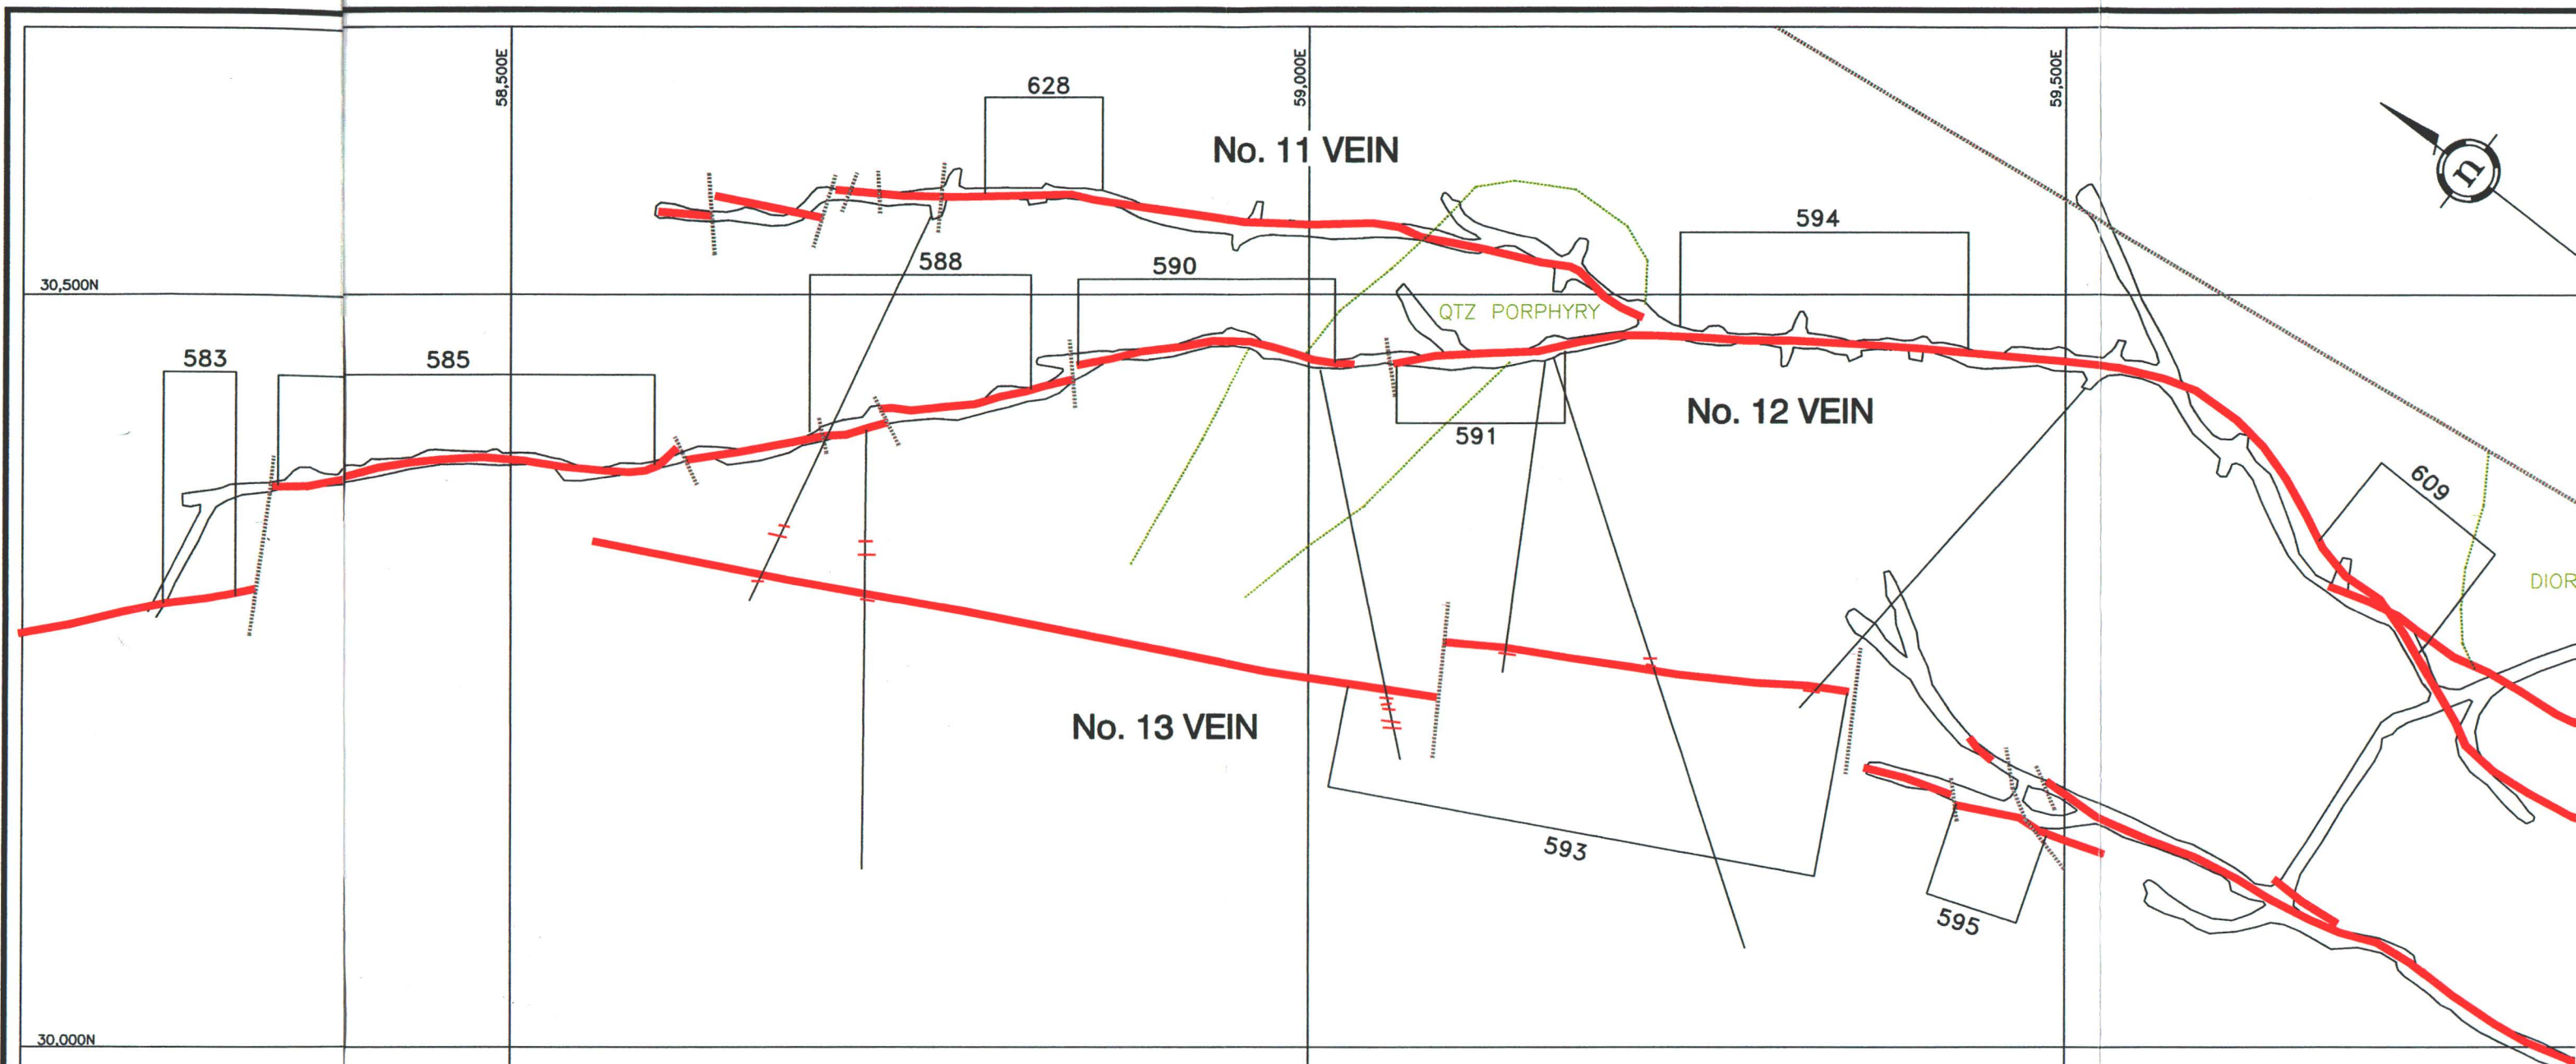 58,500E
59,000E
59,500E
628
No. 11 VEIN
n
594
588
590
30,500N
QTZ PORPHYRY
583
585
No. 12 VEIN
591
609
DIOR
No. 13 VEIN
593
595
30,000N